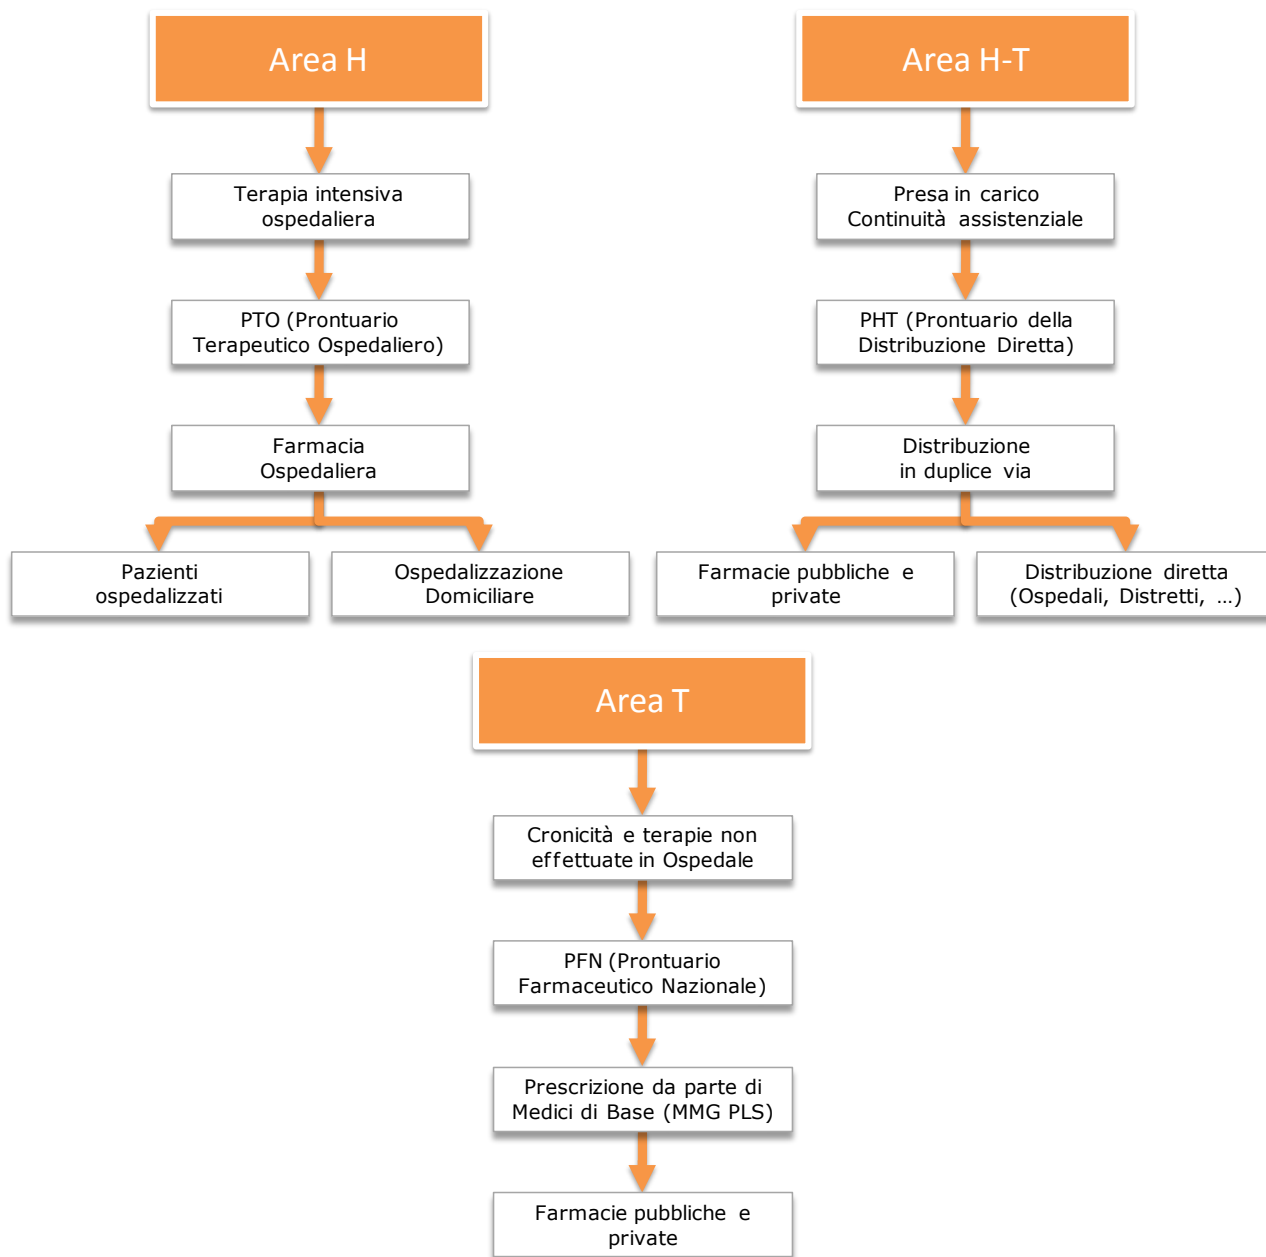 Area H
Terapia intensiva
ospedaliera
PTO (Prontuario
Terapeutico Ospedaliero)
Farmacia
Ospedaliera
Pazienti
ospedalizzati
Ospedalizzazione
Domiciliare
Area H-T
Presa in carico
Continuità assistenziale
PHT (Prontuario della
Distribuzione Diretta)
Distribuzione
in duplice via
Farmacie pubbliche e
private
Distribuzione diretta
(Ospedali, Distretti, ...)
Area T
Cronicità e terapie non
effettuate in Ospedale
PFN (Prontuario
Farmaceutico Nazionale)
Prescrizione da parte di
Medici di Base (MMG PLS)
Farmacie pubbliche e
private